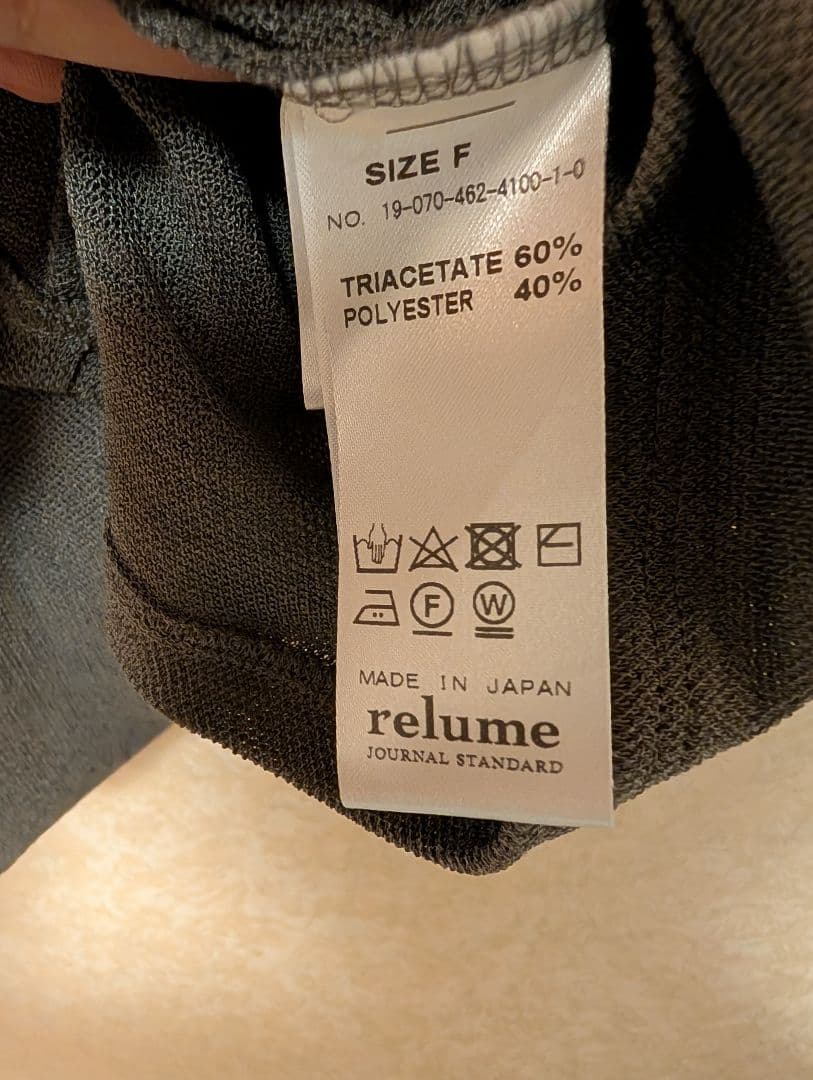 SIZE F
NO. 19-070-462-4100-1-0
TRIACETATE 60%
POLYESTER 40%
F W
MADE IN JAPAN
relume
JOURNAL STANDARD